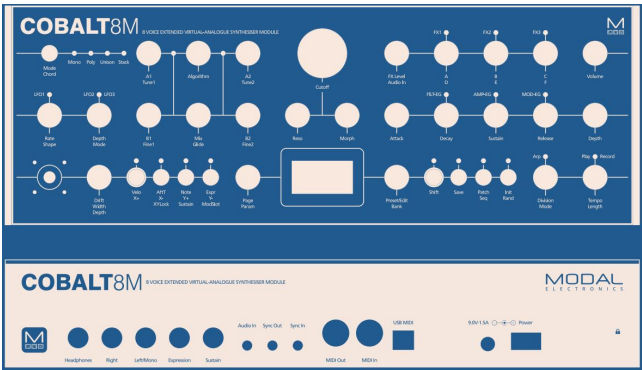 COBALT8M 8 VOICE EXTENDED VIRTUAL-ANALOGUE SYNTHESISER MODULE
M
FX1 FX2 FX3
Mode Chord
Mono Poly Unison Stack
A1 Tune1
Algorithm
A2 Tune2
Cutoff
FX Level Audio In
A D
B E
C F
Volume
LFO1 LFO2 LFO3
FILT-EG AMP-EG MOD-EG
Rate Shape
Depth Mode
B1 Fine1
Mix Glide
B2 Fine2
Reso
Morph
Attack
Decay
Sustain
Release
Depth
Arp Play Record
Drift Width Depth
Velo X+
AftT X- XYLock
Note Y+ Sustain
Expr Y- ModSlot
Page Param
Preset/Edit Bank
Shift
Save
Patch Seq
Init Rand
Division Mode
Tempo Length
COBALT8M 8 VOICE EXTENDED VIRTUAL-ANALOGUE SYNTHESISER MODULE
MODAL
ELECTRONICS
Audio In Sync Out Sync In
USB MIDI
9.0V 1.5A
Power
M
Headphones Right Left/Mono Expression Sustain
MIDI Out MIDI In